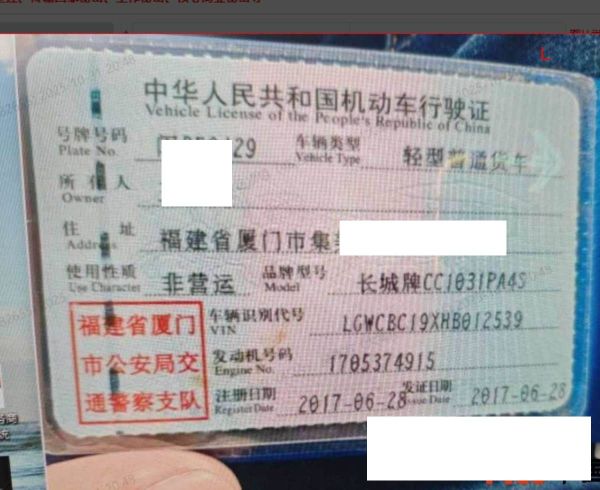 中华人民共和国机动车行驶证
Vehicle License of the People's Republic of China
号牌号码 29 车辆类型 轻型普通货车
Plate No. Vehicle Type
所有人
Owner
住 址 福建省厦门市集
Address
使用性质 非营运 品牌型号 长城牌CC1031PA4S
Use Character Model
福建省厦门
市公安局交
通警察支队
车辆识别代号 LGWCBC19XHB012539
VIN
发动机号码 1705374915
Engine No.
注册日期 2017-06-28 发证日期 2017-06-28
Register Date Issue Date